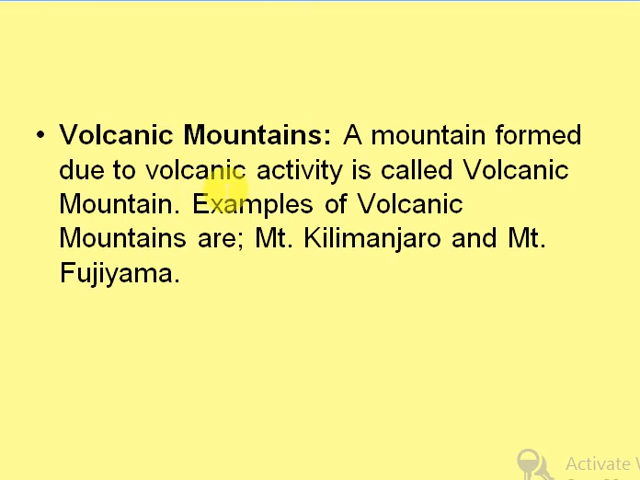 • Volcanic Mountains: A mountain formed
due to volcanic activity is called Volcanic
Mountain. Examples of Volcanic
Mountains are; Mt. Kilimanjaro and Mt.
Fujiyama.
Activate